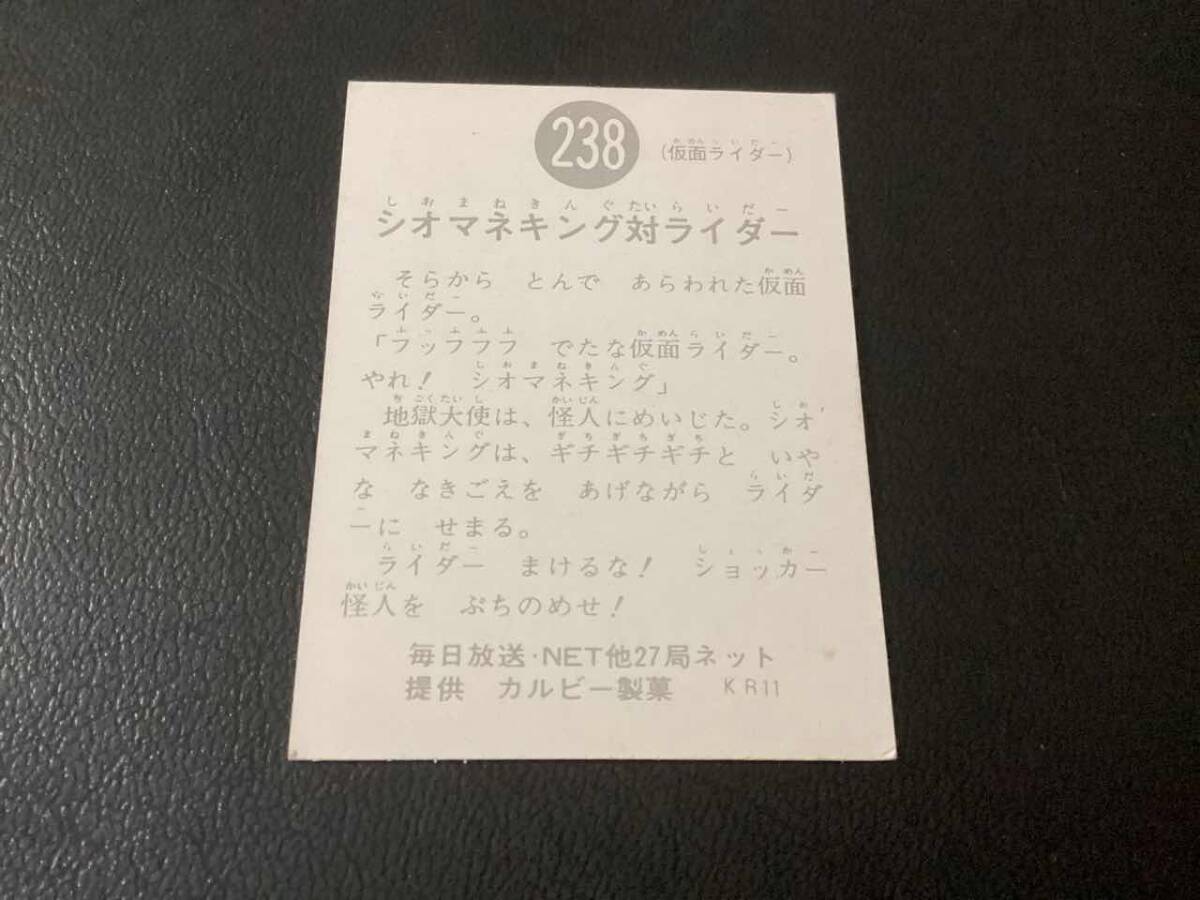 238
(仮面ライダー)
シオマネキング対ライダー
そらから とんで あらわれた仮面
ライダー。
「フッフフフ でたな仮面ライダー。
やれ! シオマネキング」
地獄大使は、怪人にめいじた。シオ
マネキングは、ギチギチギチと いや
な なきごえを あげながら ライダ
ーに せまる。
ライダー まけるな! ショッカー
怪人を ぶちのめせ!
毎日放送・NET他27局ネット
提供 カルビー製菓 KR11